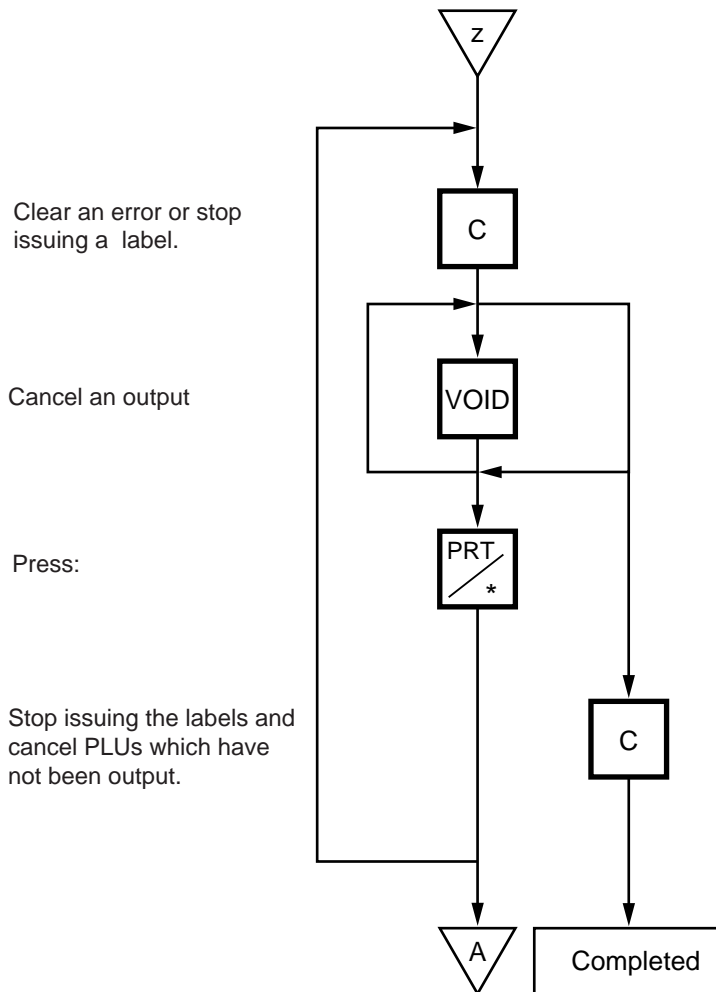 z
Clear an error or stop
issuing a label.
C
Cancel an output
VOID
Press:
PRT
*
Stop issuing the labels and
cancel PLUs which have
not been output.
C
A
Completed